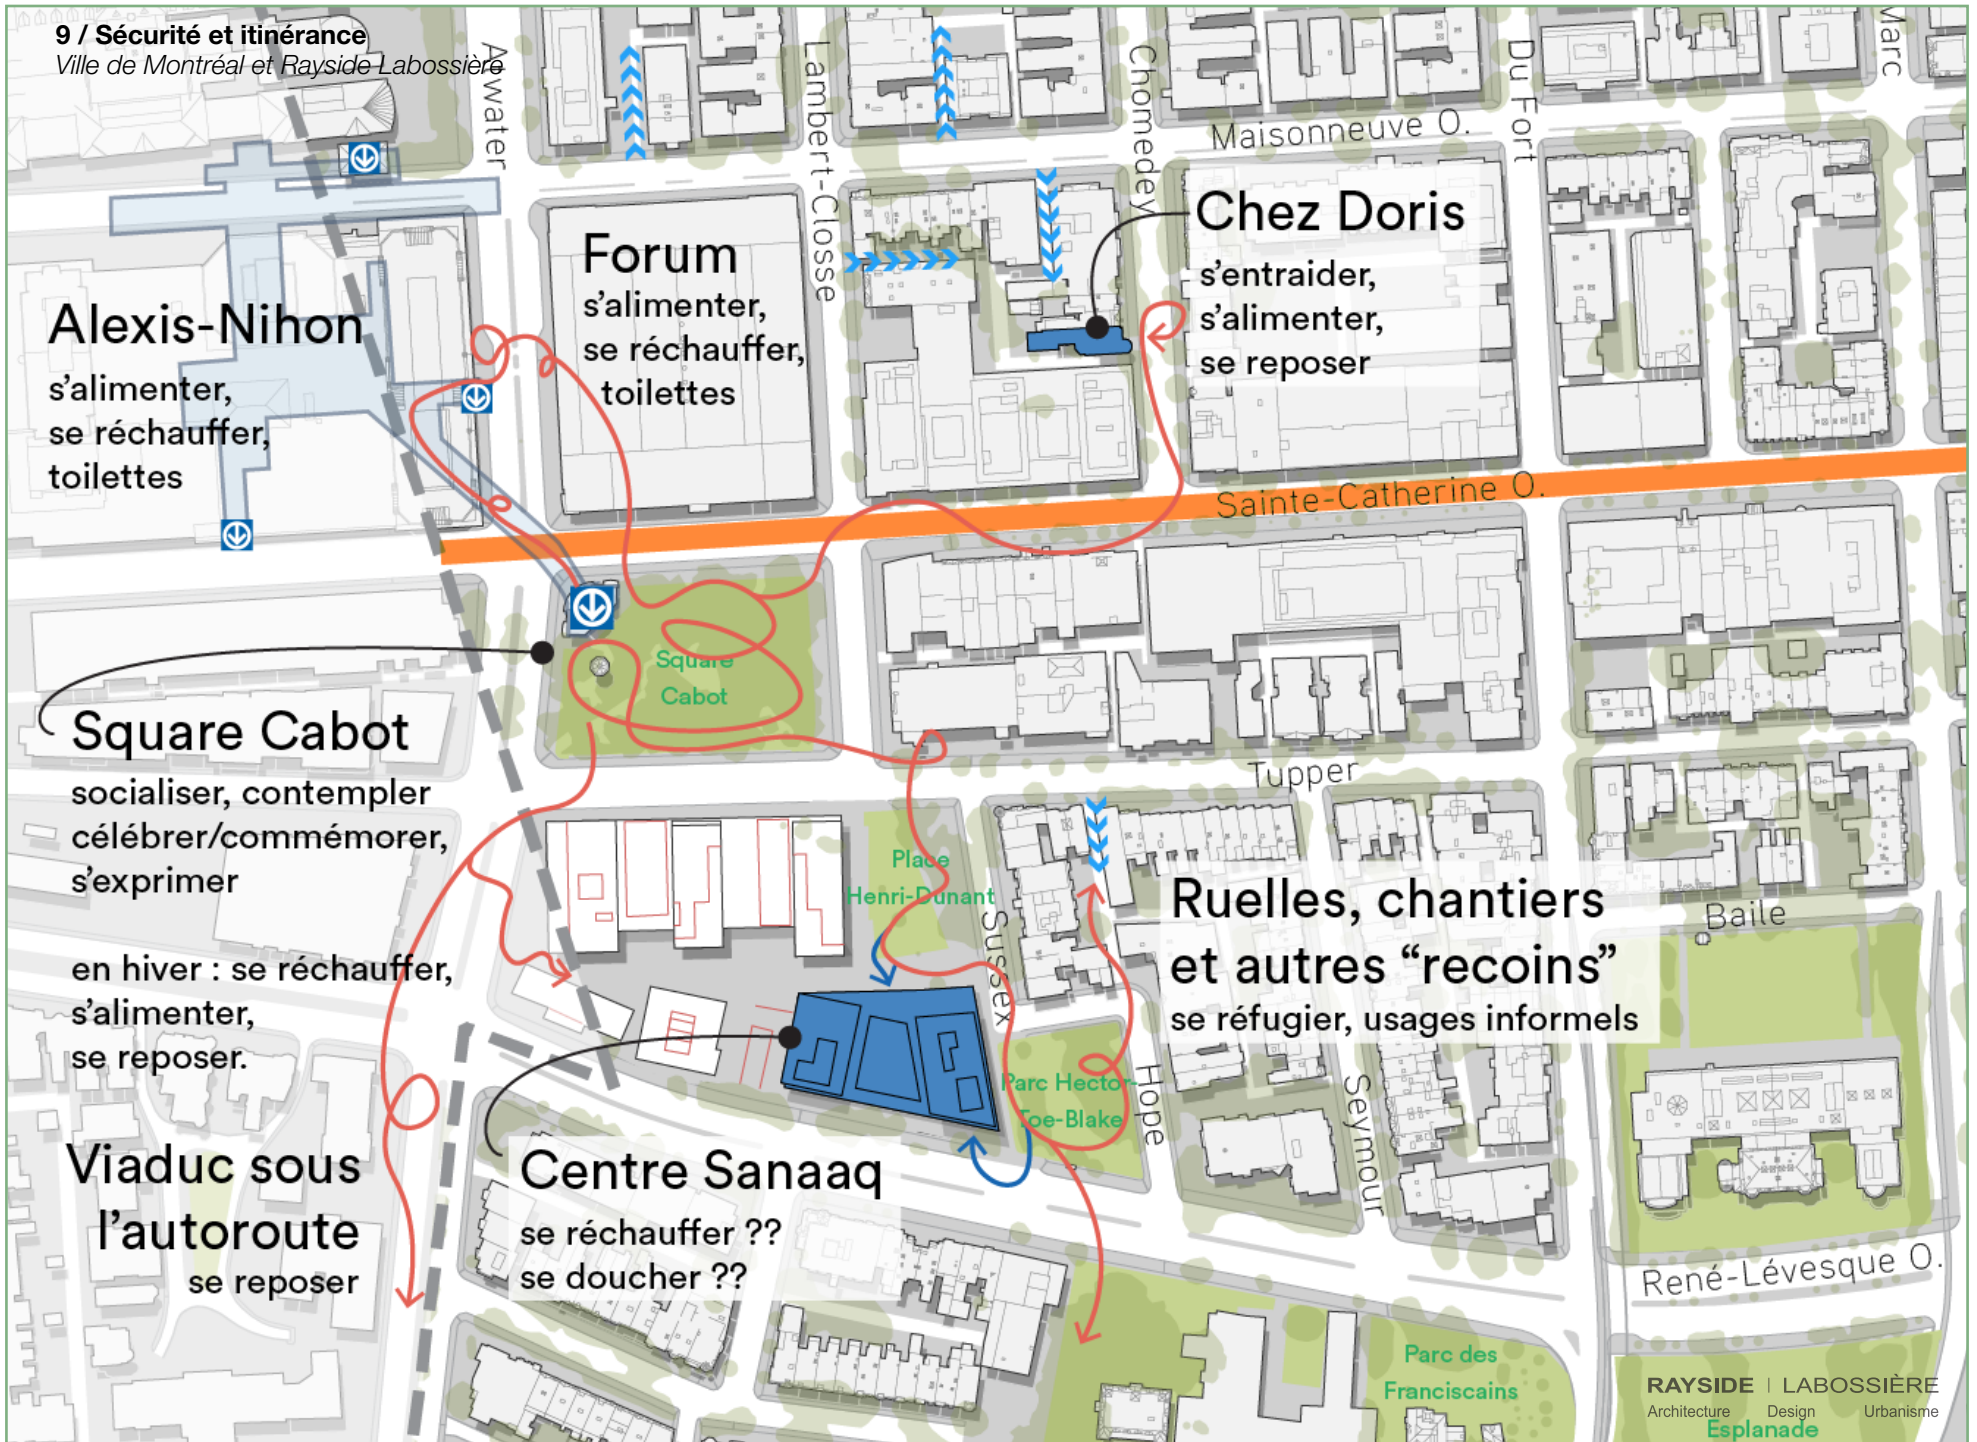 9 / Sécurité et itinérance
Ville de Montréal et Rayside Labossière
Atwater
Lambert-Closse
Chomedey
Du Fort
Marc
Maisonneuve O.
Forum
s'alimenter,
se réchauffer,
toilettes
Chez Doris
s'entraider,
s'alimenter,
se reposer
Alexis-Nihon
s'alimenter,
se réchauffer,
toilettes
Sainte-Catherine O.
Square
Cabot
Square Cabot
socialiser, contempler
célébrer/commémorer,
s'exprimer
en hiver : se réchauffer,
s'alimenter,
se reposer.
Tupper
Place
Henri-Dunant
Sussex
Ruelles, chantiers
et autres “recoins”
se réfugier, usages informels
Baile
Parc Hector-
Toe-Blake
Hope
Seymour
Viaduc sous
l'autoroute
se reposer
Centre Sanaaq
se réchauffer ??
se doucher ??
René-Lévesque O.
Parc des
Franciscains
RAYSIDE | LABOSSIÈRE
Architecture Design Urbanisme
Esplanade